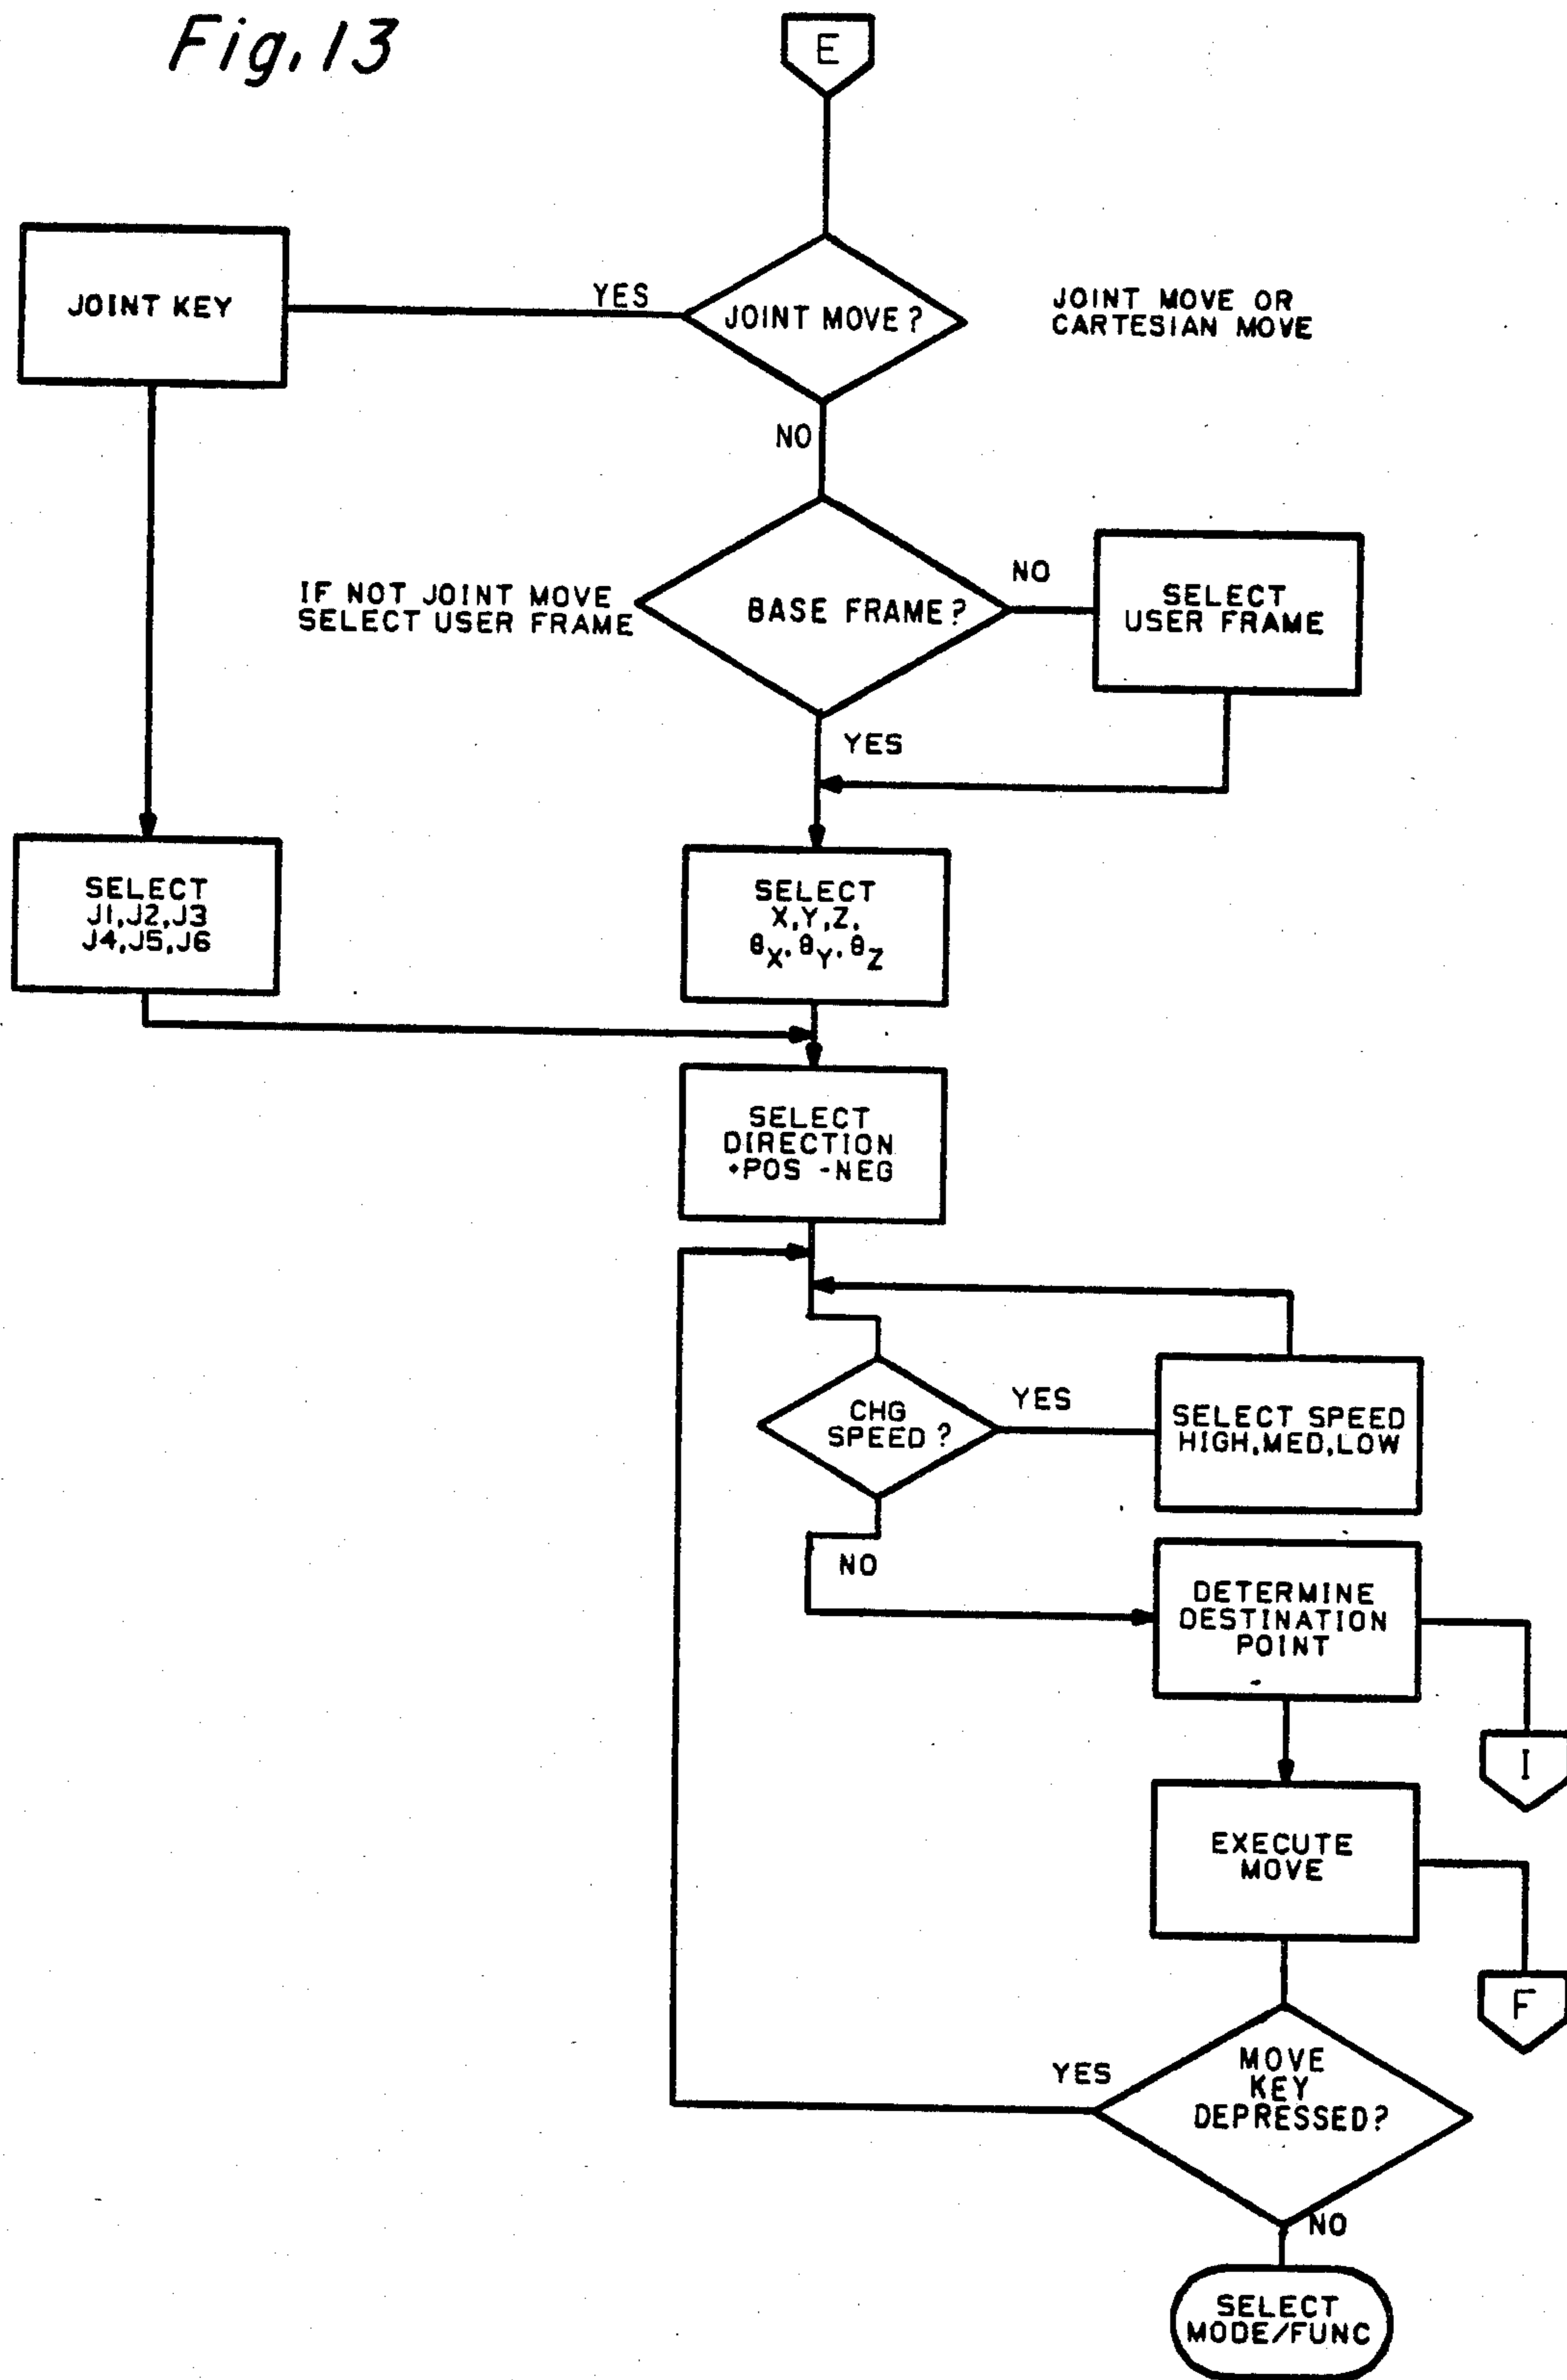 Fig. 13
E
JOINT KEY
YES
JOINT MOVE?
JOINT MOVE OR
CARTESIAN MOVE
NO
IF NOT JOINT MOVE
SELECT USER FRAME
BASE FRAME?
NO
SELECT
USER FRAME
YES
SELECT
J1,J2,J3
J4,J5,J6
SELECT
X,Y,Z,
θX, θY, θZ
SELECT
DIRECTION
+POS -NEG
CHG
SPEED?
YES
SELECT SPEED
HIGH,MED,LOW
NO
DETERMINE
DESTINATION
POINT
I
EXECUTE
MOVE
F
YES
MOVE
KEY
DEPRESSED?
NO
SELECT
MODE/FUNC